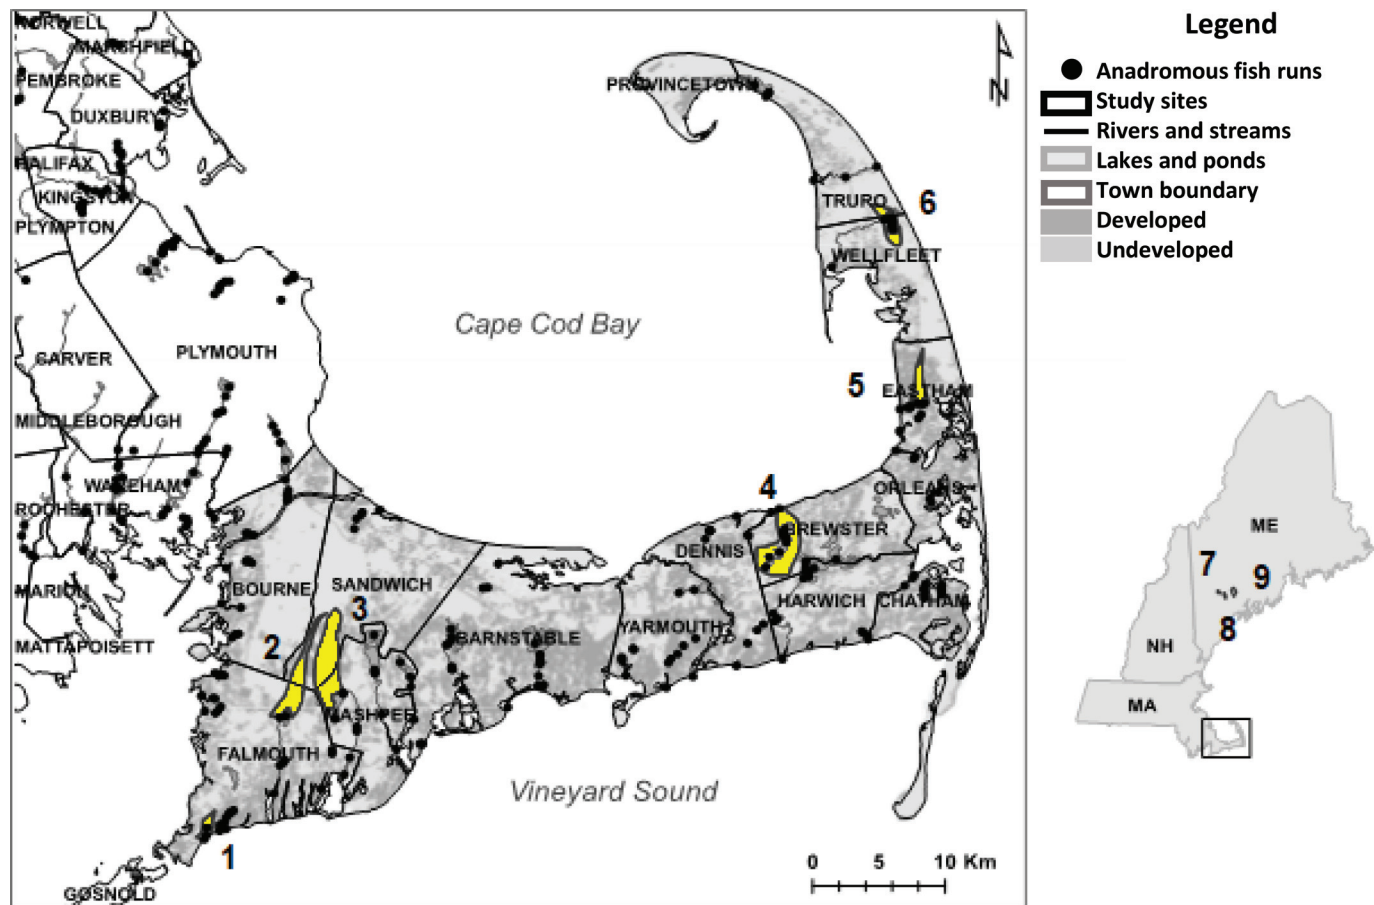 NORWELL
MARSHFIELD
PEMBROKE
DUXBURY
HALIFAX
KINGSTON
PLYMPTON
PLYMOUTH
CARVER
MIDDLEBOROUGH
WAREHAM
ROCHESTER
MARION
MATTAPOISETT
GOSNOLD
Cape Cod Bay
PROVINCETOWN
TRURO
6
WELLFLEET
5
EASTHAM
ORLEANS
4
BREWSTER
DENNIS
HARWICH
CHATHAM
BOURNE
SANDWICH
3
2
BARNSTABLE
YARMOUTH
MASHPEE
FALMOUTH
1
Vineyard Sound
0 5 10 Km
N
Legend
Anadromous fish runs
Study sites
Rivers and streams
Lakes and ponds
Town boundary
Developed
Undeveloped
ME
7
9
8
NH
MA